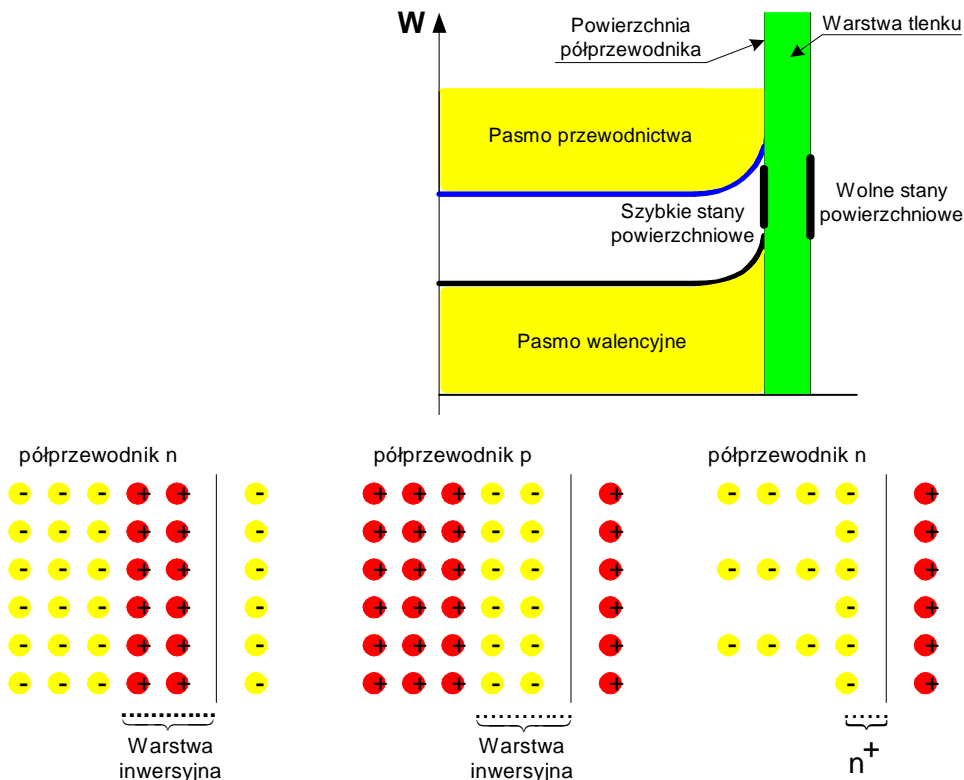 W
Powierzchnia
półprzewodnika
Warstwa tlenku
Pasmo przewodnictwa
Szybkie stany
powierzchniowe
Wolne stany
powierzchniowe
Pasmo walencyjne
półprzewodnik n
półprzewodnik p
półprzewodnik n
- - - + + -
+ + + - - +
- - - - +
- - - + + -
+ + + - - +
- +
- - - + + -
+ + + - - +
- - - - +
- - - + + -
+ + + - - +
- +
- - - + + -
+ + + - - +
- - - - +
- - - + + -
+ + + - - +
- +
Warstwa
inwersyjna
Warstwa
inwersyjna
n+